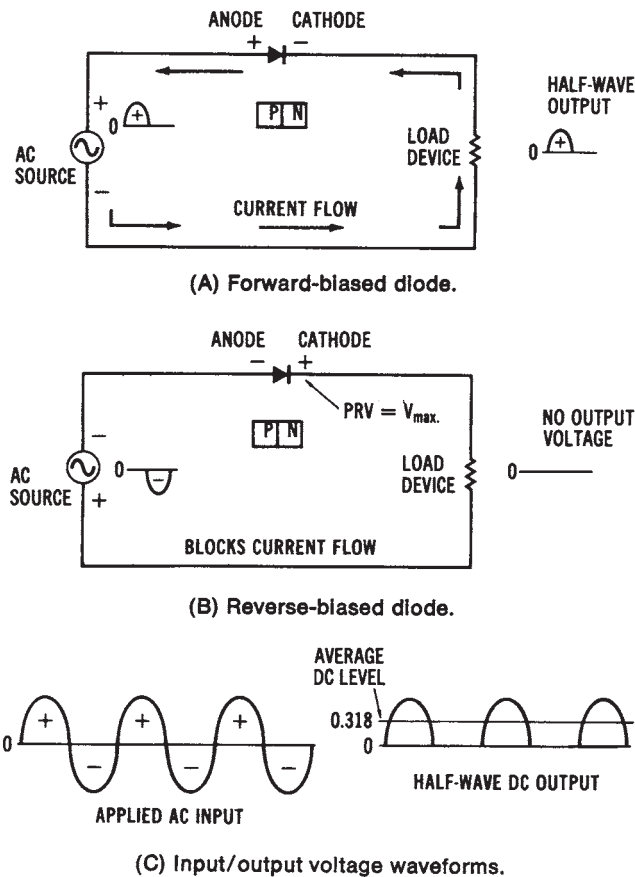 ANODE CATHODE
+ −
HALF-WAVE
OUTPUT
+
0 +
P N
LOAD
DEVICE
0 +
AC
SOURCE
−
CURRENT FLOW
(A) Forward-biased diode.
ANODE CATHODE
− +
PRV = Vmax.
P N
NO OUTPUT
VOLTAGE
−
0 −
LOAD
DEVICE
0
AC
SOURCE
+
BLOCKS CURRENT FLOW
(B) Reverse-biased diode.
AVERAGE
DC LEVEL
+ + +
0.318
0
0
− − −
HALF-WAVE DC OUTPUT
APPLIED AC INPUT
(C) Input/output voltage waveforms.